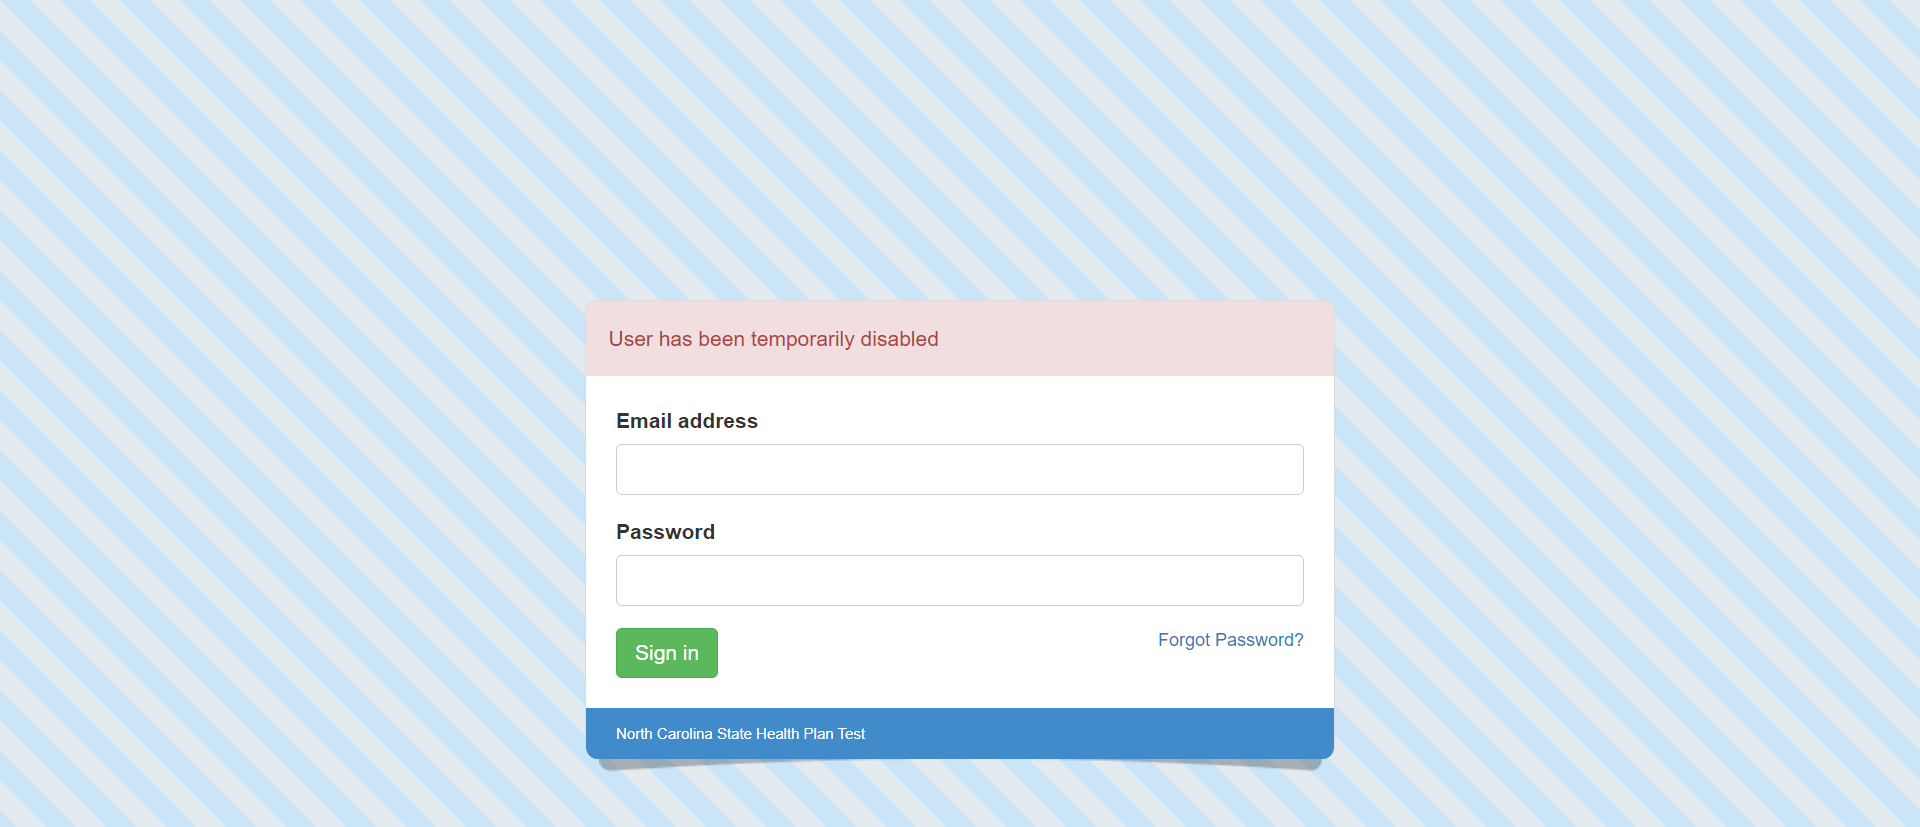 User has been temporarily disabled
Email address
Password
Sign in
Forgot Password?
North Carolina State Health Plan Test